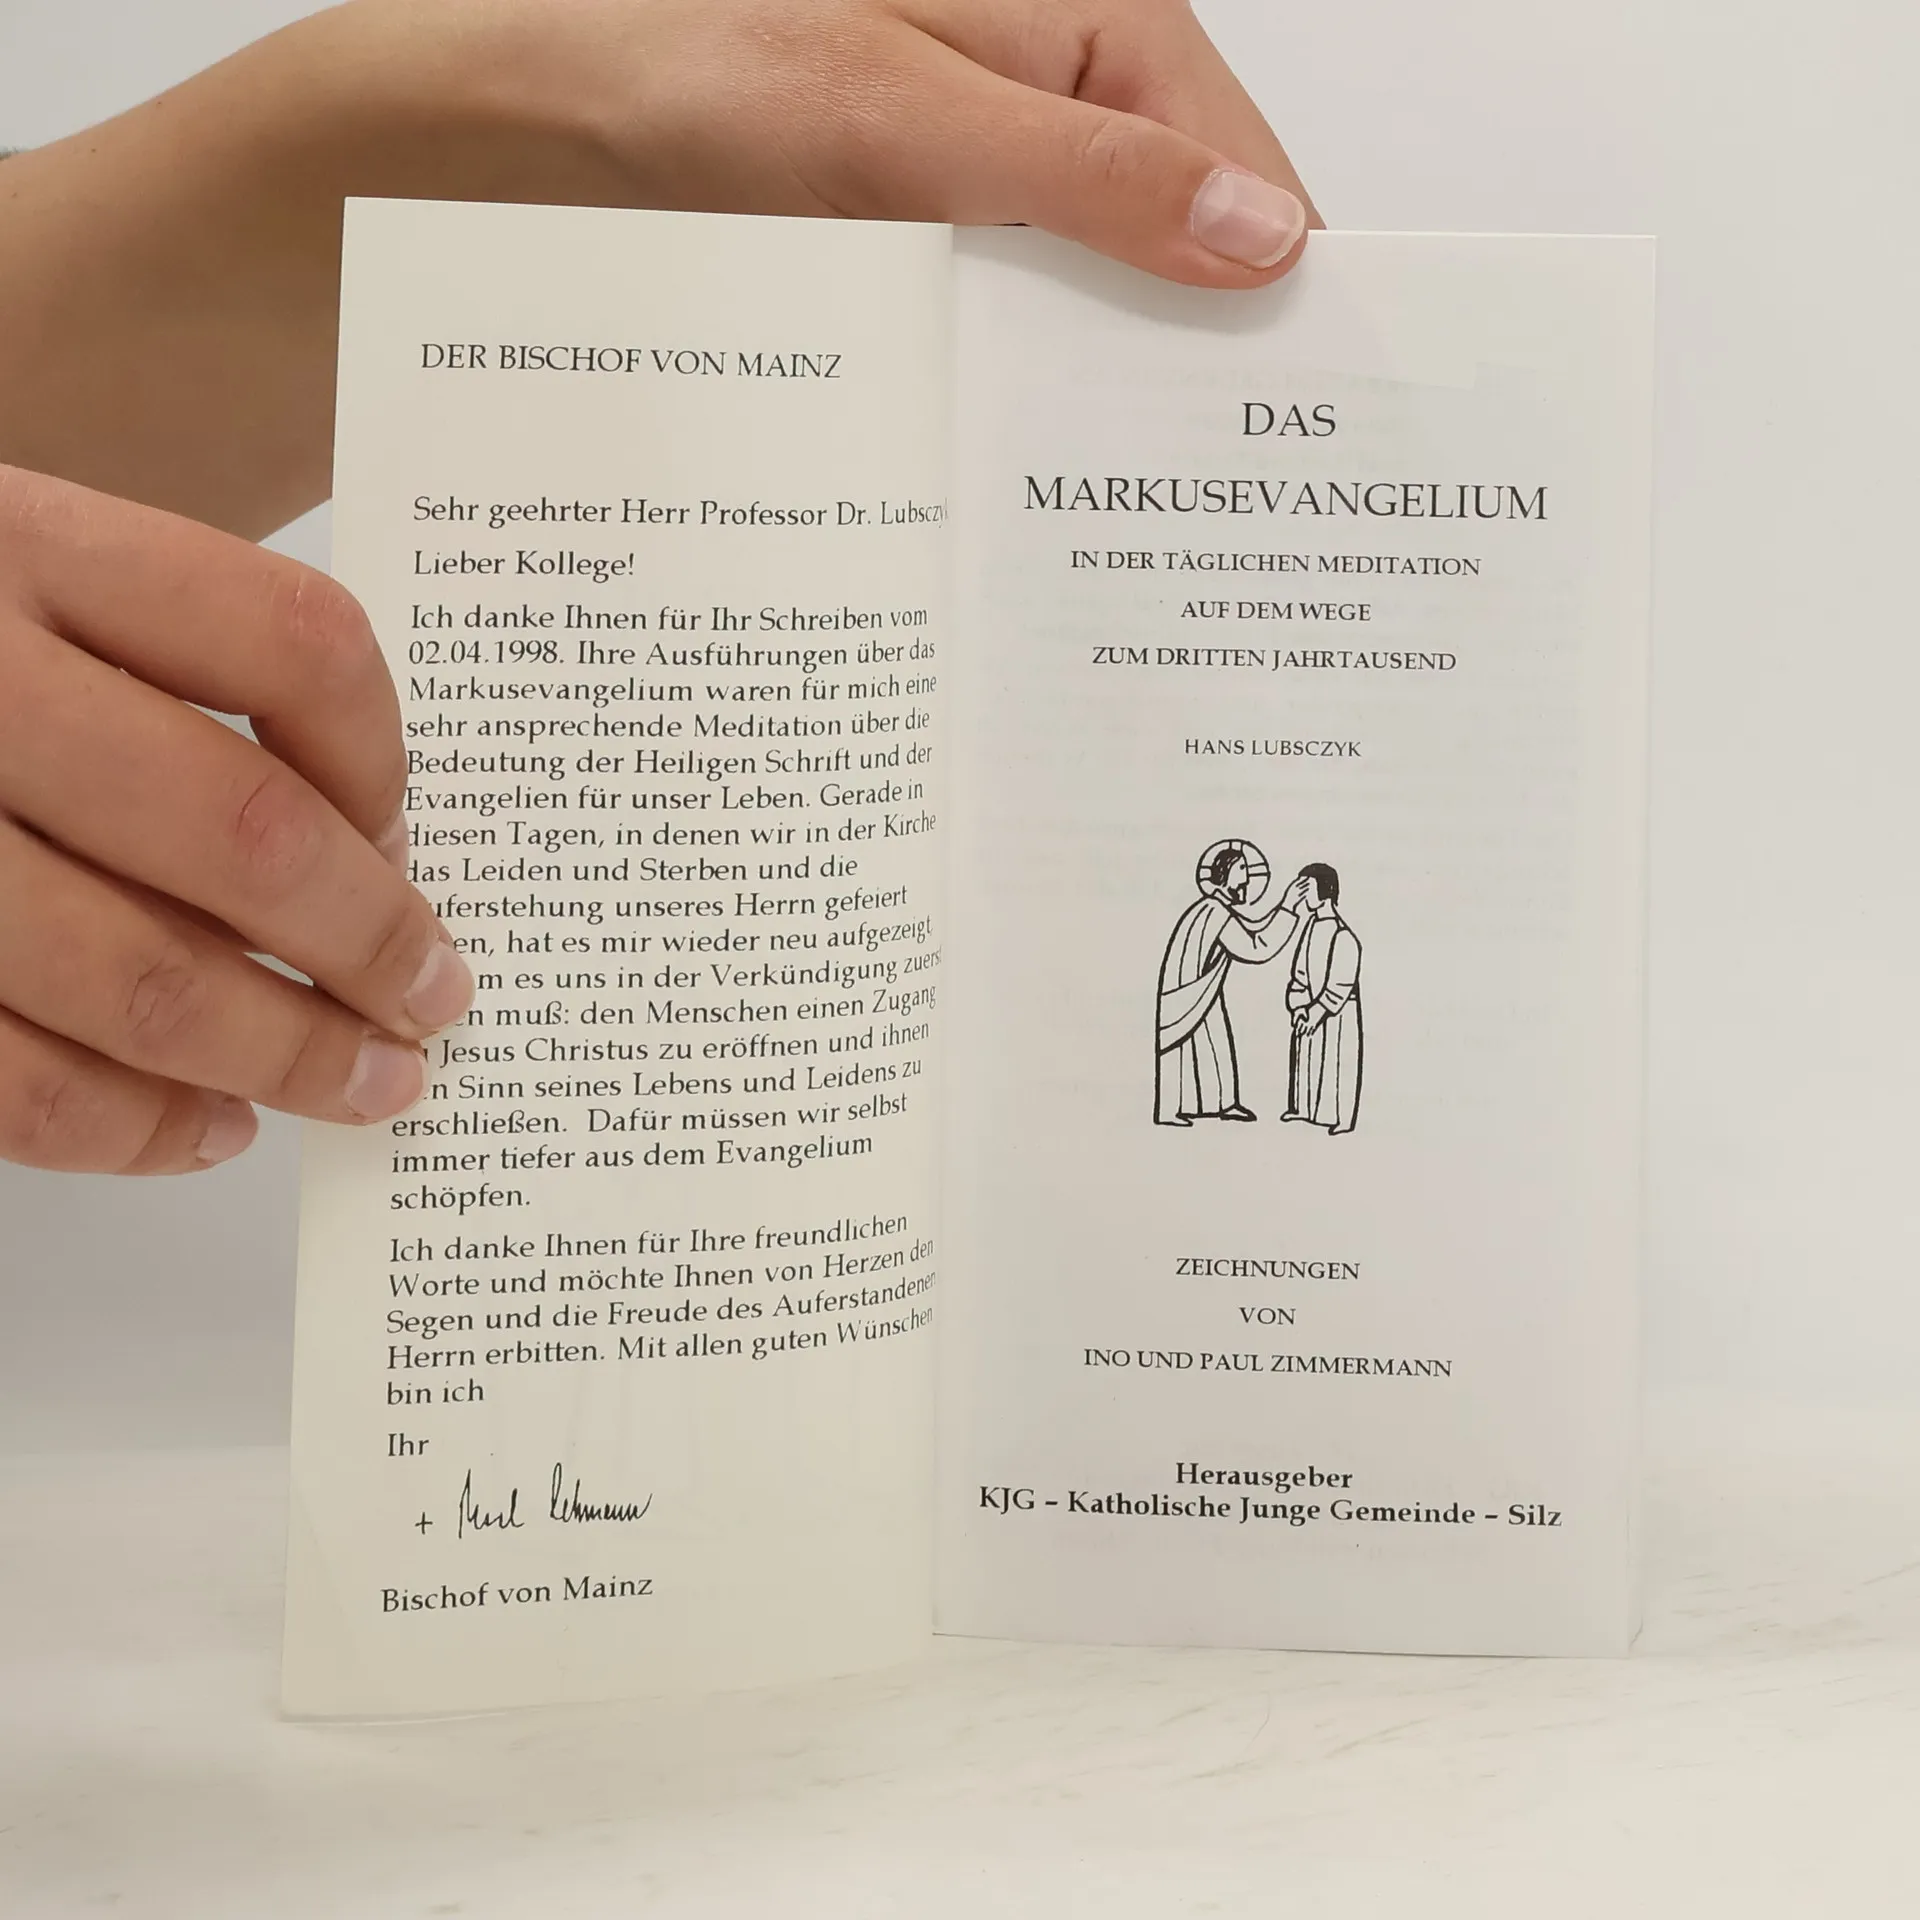 DER BISCHOF VON MAINZ
Sehr geehrter Herr Professor Dr.
Lieber Kollege!
Ich danke Ihnen für Ihr Schreiben vom
02.04.1998. Ihre Ausführungen über das
Markusevangelium waren für mich eine
sehr ansprechende Meditation über die
Bedeutung der Heiligen Schrift und der
Evangelien für unser Leben. Gerade in
diesen Tagen, in denen wir in der Kirche
das Leiden und Sterben und die
unseres Herrn gefeiert
hat es mir wieder neu aufgezeigt,
es uns in der Verkündigung
muß: den Menschen einen Zugang
Jesus Christus zu eröffnen und ihnen
Sinn seines Lebens und Leidens zu
erschließen. Dafür müssen wir selbst
immer tiefer aus dem Evangelium
schöpfen.
Ich danke Ihnen für Ihre freundlichen
Worte und möchte Ihnen von Herzen den
Segen und die Freude des Auferstandenen
Herrn erbitten. Mit allen guten Wünschen
bin ich
Ihr
+ Karl Lehmann
Bischof von Mainz
DAS
MARKUSEVANGELIUM
IN DER TÄGLICHEN MEDITATION
AUF DEM WEGE
ZUM DRITTEN JAHRTAUSEND
HANS LUBSCZYK
ZEICHNUNGEN
VON
INO UND PAUL ZIMMERMANN
Herausgeber
KJG – Katholische Junge Gemeinde – Silz